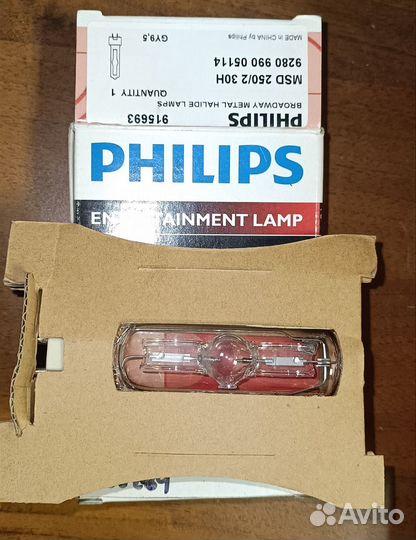 MADE IN CHINA by Philips
GY9,5
9280 990 05114
MSD 250/2 30H
QUANTITY 1
BROADWAY METAL HALIDE LAMPS
PHILIPS
915693
PHILIPS
ENTERTAINMENT LAMP
Avito